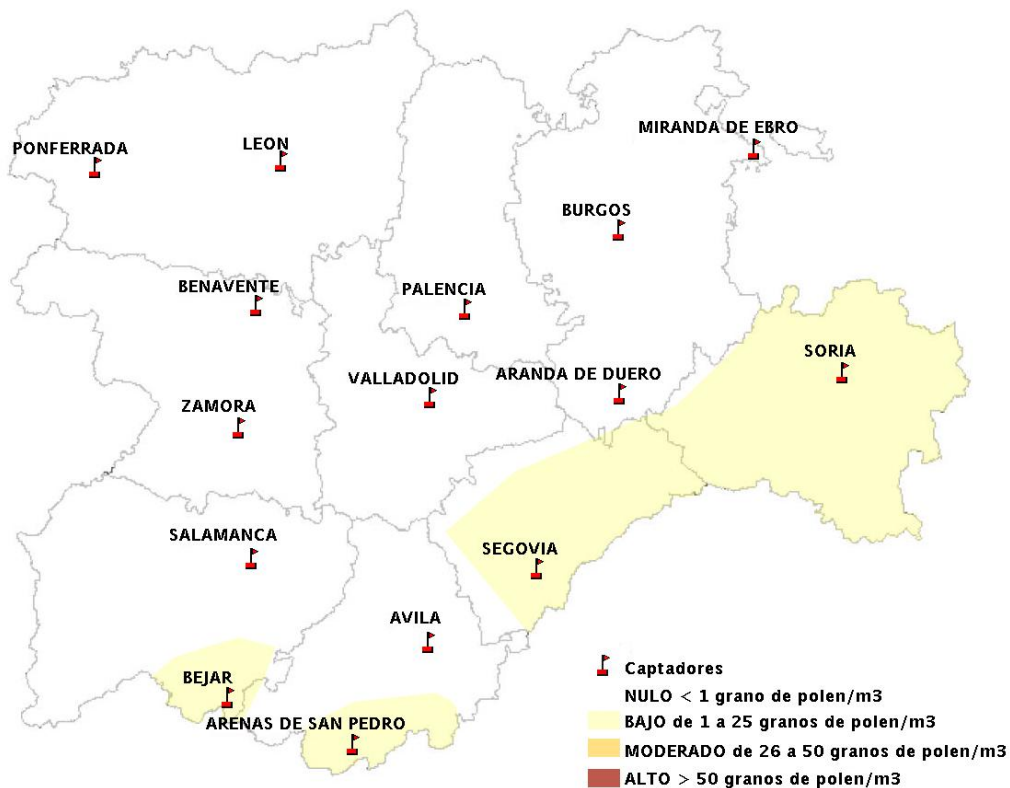 MIRANDA DE EBRO
PONFERRADA
LEON
BURGOS
BENAVENTE
PALENCIA
SORIA
VALLADOLID
ARANDA DE DUERO
ZAMORA
SALAMANCA
SEGOVIA
AVILA
BEJAR
ARENAS DE SAN PEDRO
Captadores
NULO < 1 grano de polen/m3
BAJO de 1 a 25 granos de polen/m3
MODERADO de 26 a 50 granos de polen/m3
ALTO > 50 granos de polen/m3